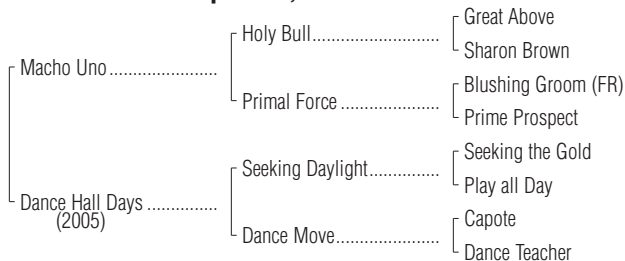 Great Above
Holy Bull
Sharon Brown
Macho Uno
Blushing Groom (FR)
Primal Force
Prime Prospect
Seeking the Gold
Seeking Daylight
Play all Day
Dance Hall Days
(2005)
Capote
Dance Move
Dance Teacher